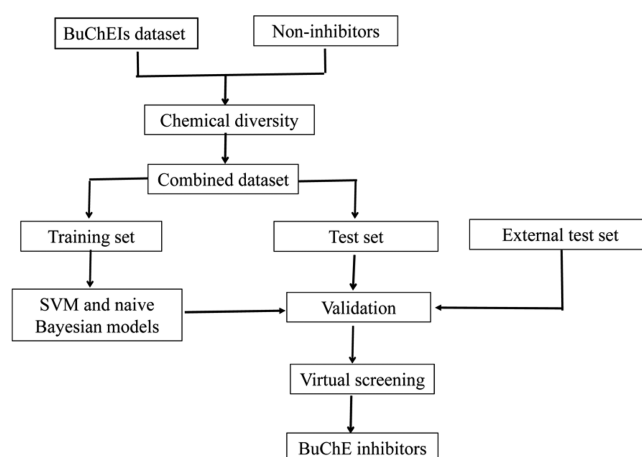 BuChEIs dataset
Non-inhibitors
Chemical diversity
Combined dataset
Training set
Test set
External test set
SVM and naive
Bayesian models
Validation
Virtual screening
BuChE inhibitors